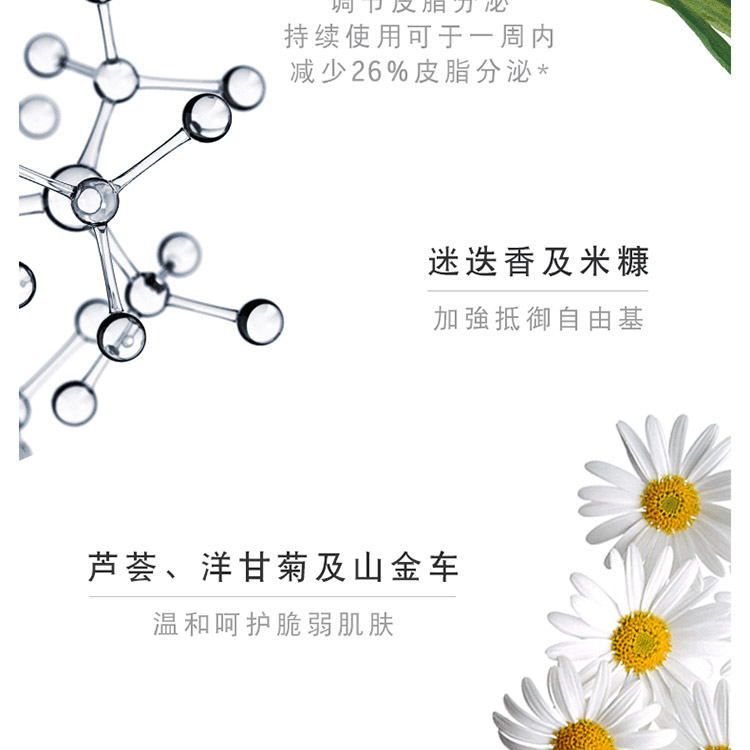 调节皮脂分泌
持续使用可于一周内
减少26%皮脂分泌*
迷迭香及米糠
加強抵御自由基
芦荟、洋甘菊及山金车
温和呵护脆弱肌肤